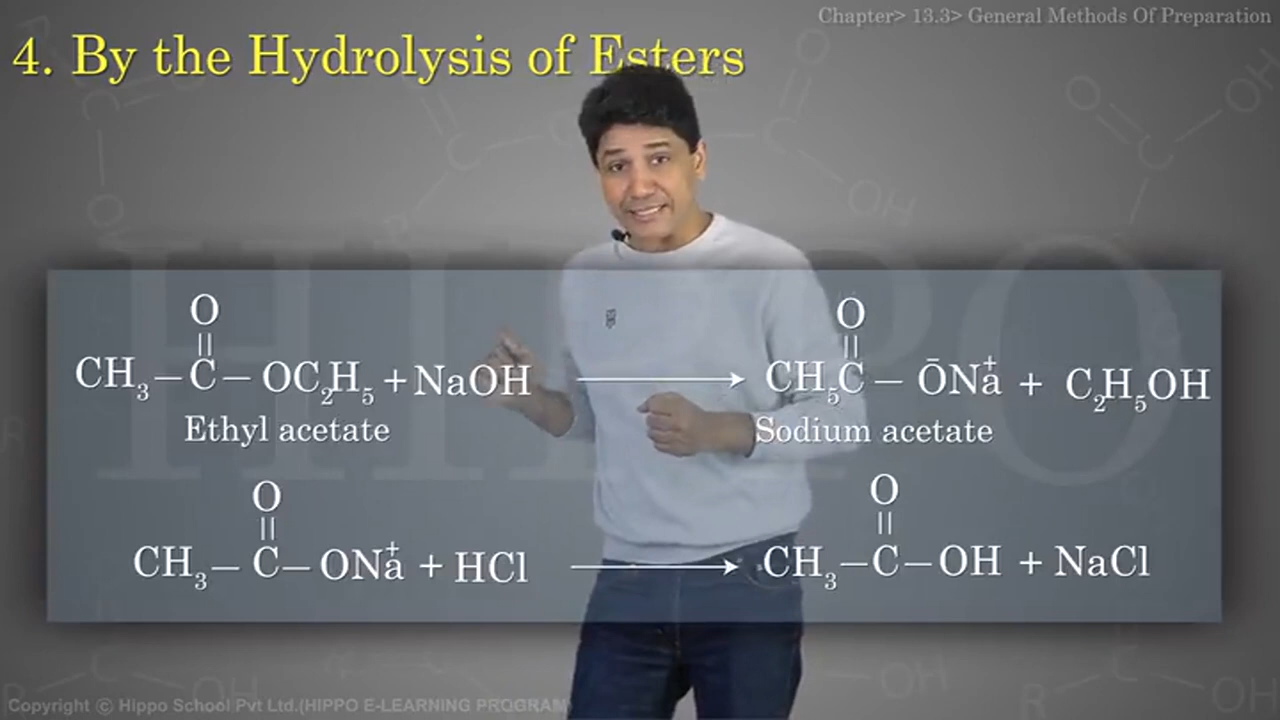 Chapter> 13.3> General Methods Of Preparation
4. By the Hydrolysis of Esters
O
||
CH₃—C—OC₂H₅+NaOH ⟶ CH₅C—ŌNa⁺ + C₂H₅OH
O
||
Ethyl acetate
Sodium acetate
O
||
CH₃—C—ONa⁺+HCl ⟶ CH₃—C—OH + NaCl
O
||
HIPPO
Copyright © Hippo School Pvt Ltd.(HIPPO E-LEARNING PROGRAM)